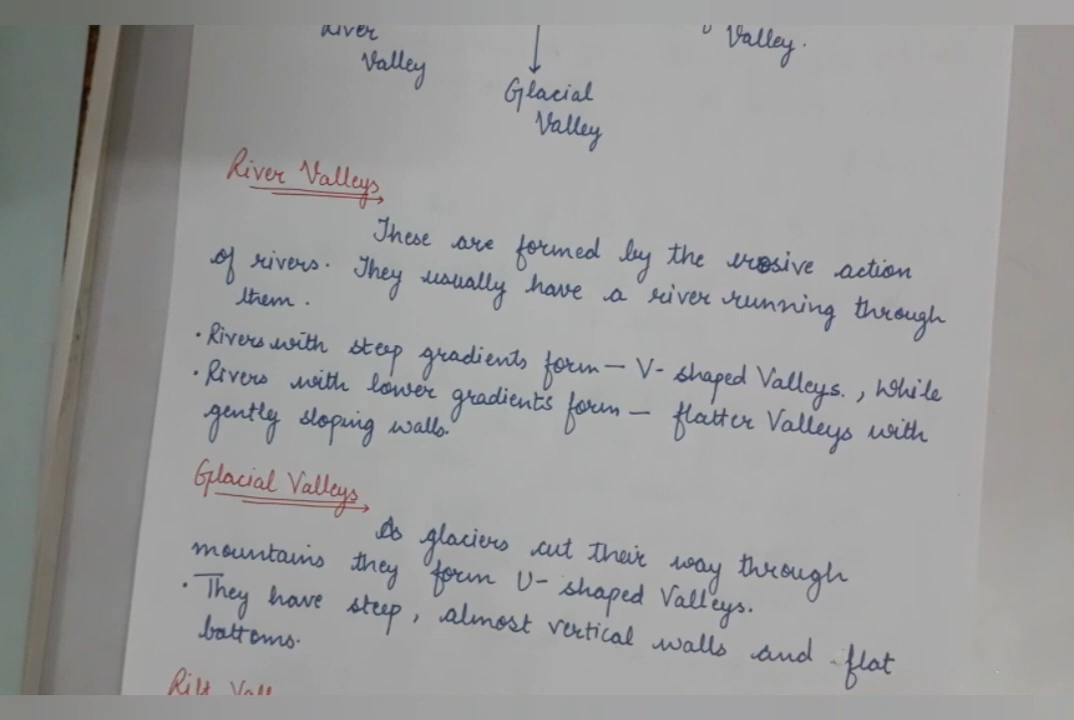 River
Valley
Glacial
Valley
Valley.
River Valleys
These are formed by the erosive action
of rivers. They usually have a river running through
them.
• Rivers with steep gradients form — V-shaped Valleys., while
• Rivers with lower gradients form — flatter Valleys with
gently sloping walls.
Glacial Valleys
As glaciers cut their way through
mountains they form U-shaped Valleys.
• They have steep, almost vertical walls and flat
bottoms.
Rift Vall